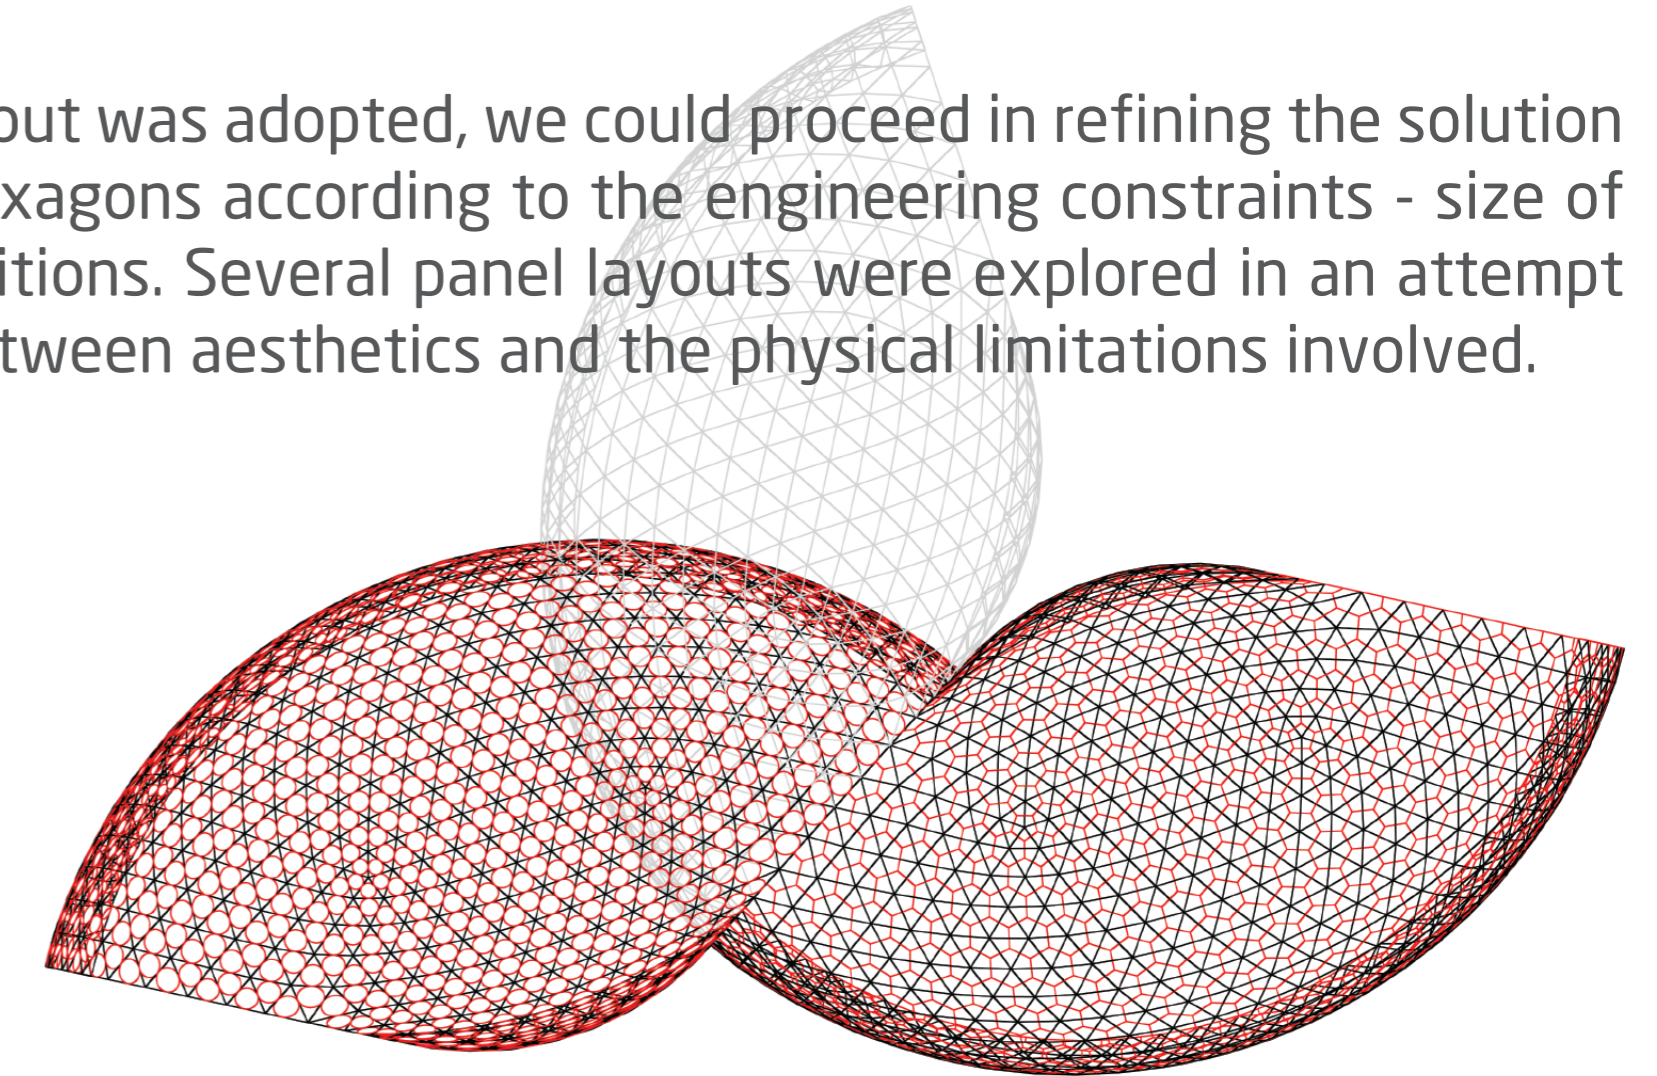 out was adopted, we could proceed in refining the solution
xagons according to the engineering constraints - size of
itions. Several panel layouts were explored in an attempt
tween aesthetics and the physical limitations involved.